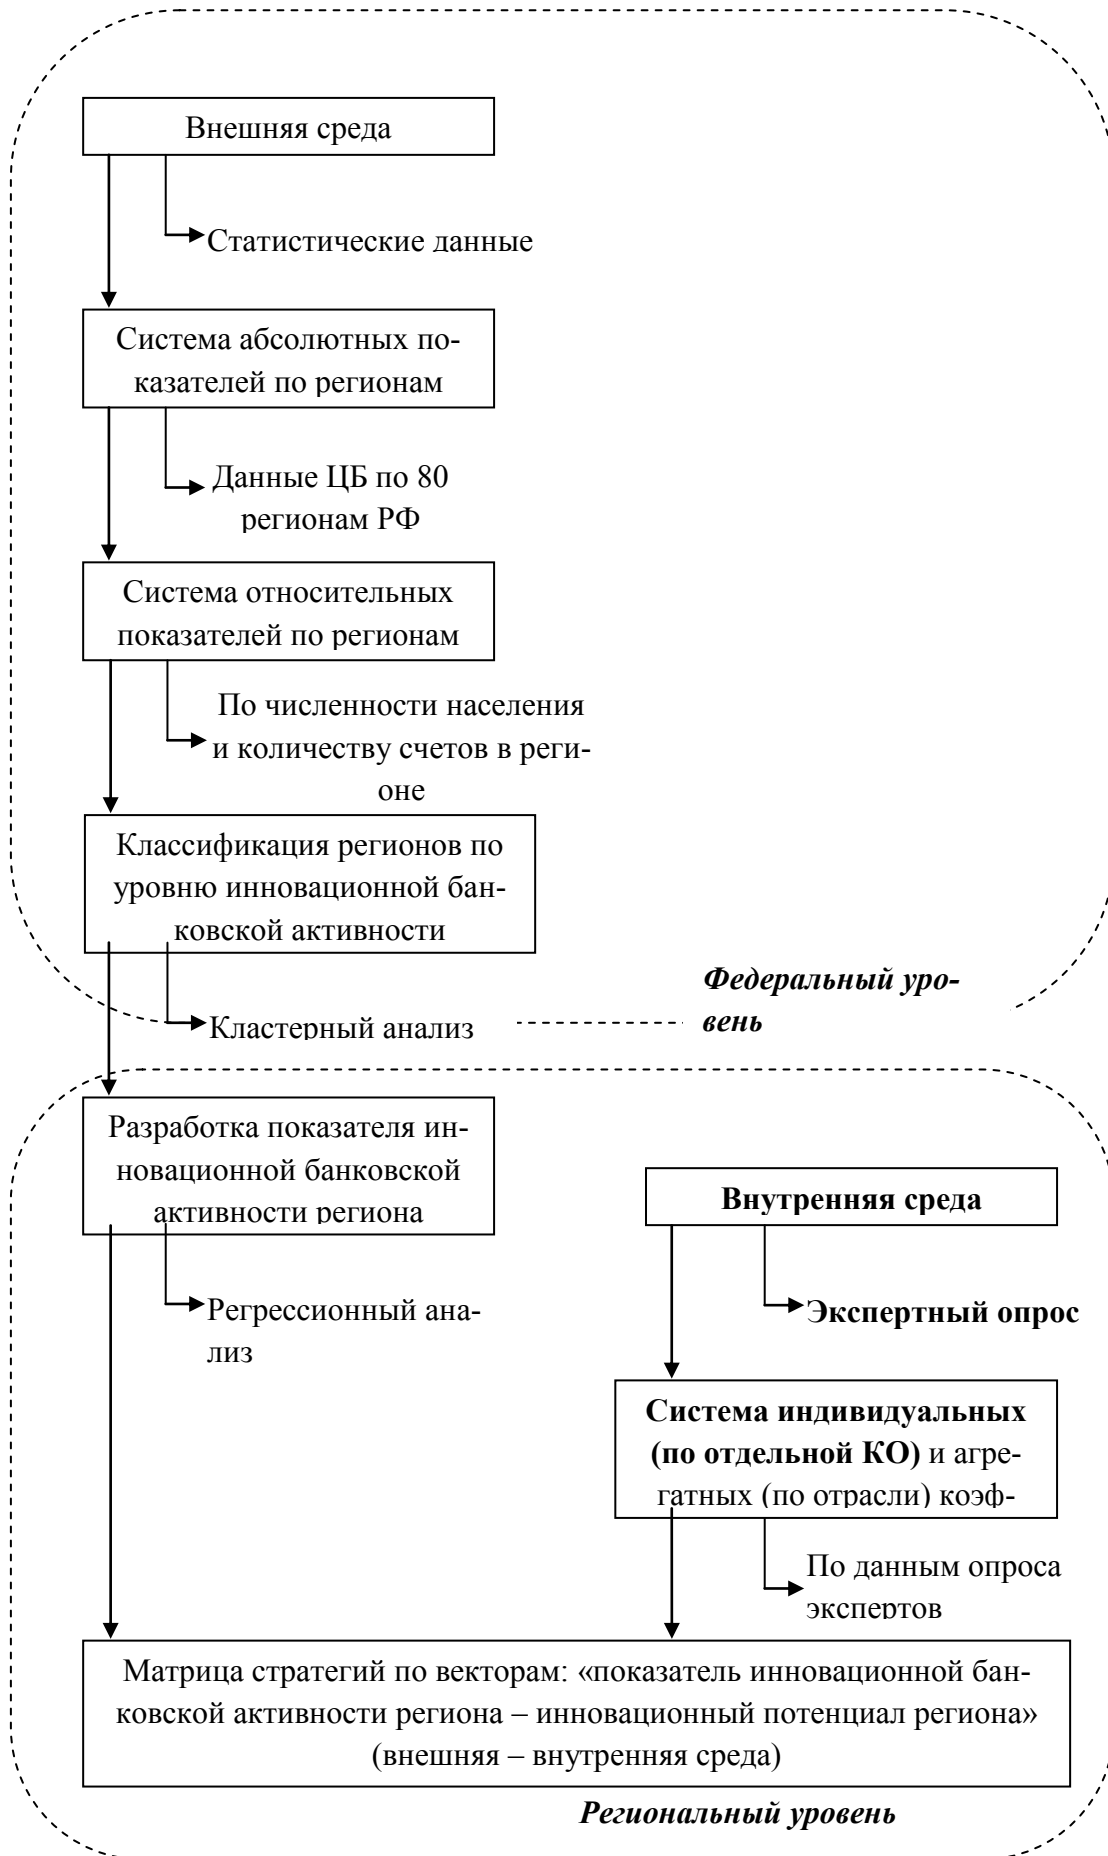 Внешняя среда
Статистические данные
Система абсолютных по-
казателей по регионам
Данные ЦБ по 80
регионам РФ
Система относительных
показателей по регионам
По численности населения
и количеству счетов в реги-
оне
Классификация регионов по
уровню инновационной бан-
ковской активности
Федеральный уро-
вень
Кластерный анализ
Разработка показателя ин-
новационной банковской
активности региона
Регрессионный ана-
лиз
Внутренняя среда
Экспертный опрос
Система индивидуальных
(по отдельной КО) и агре-
гатных (по отрасли) коэф-
По данным опроса
экспертов
Матрица стратегий по векторам: «показатель инновационной бан-
ковской активности региона – инновационный потенциал региона»
(внешняя – внутренняя среда)
Региональный уровень